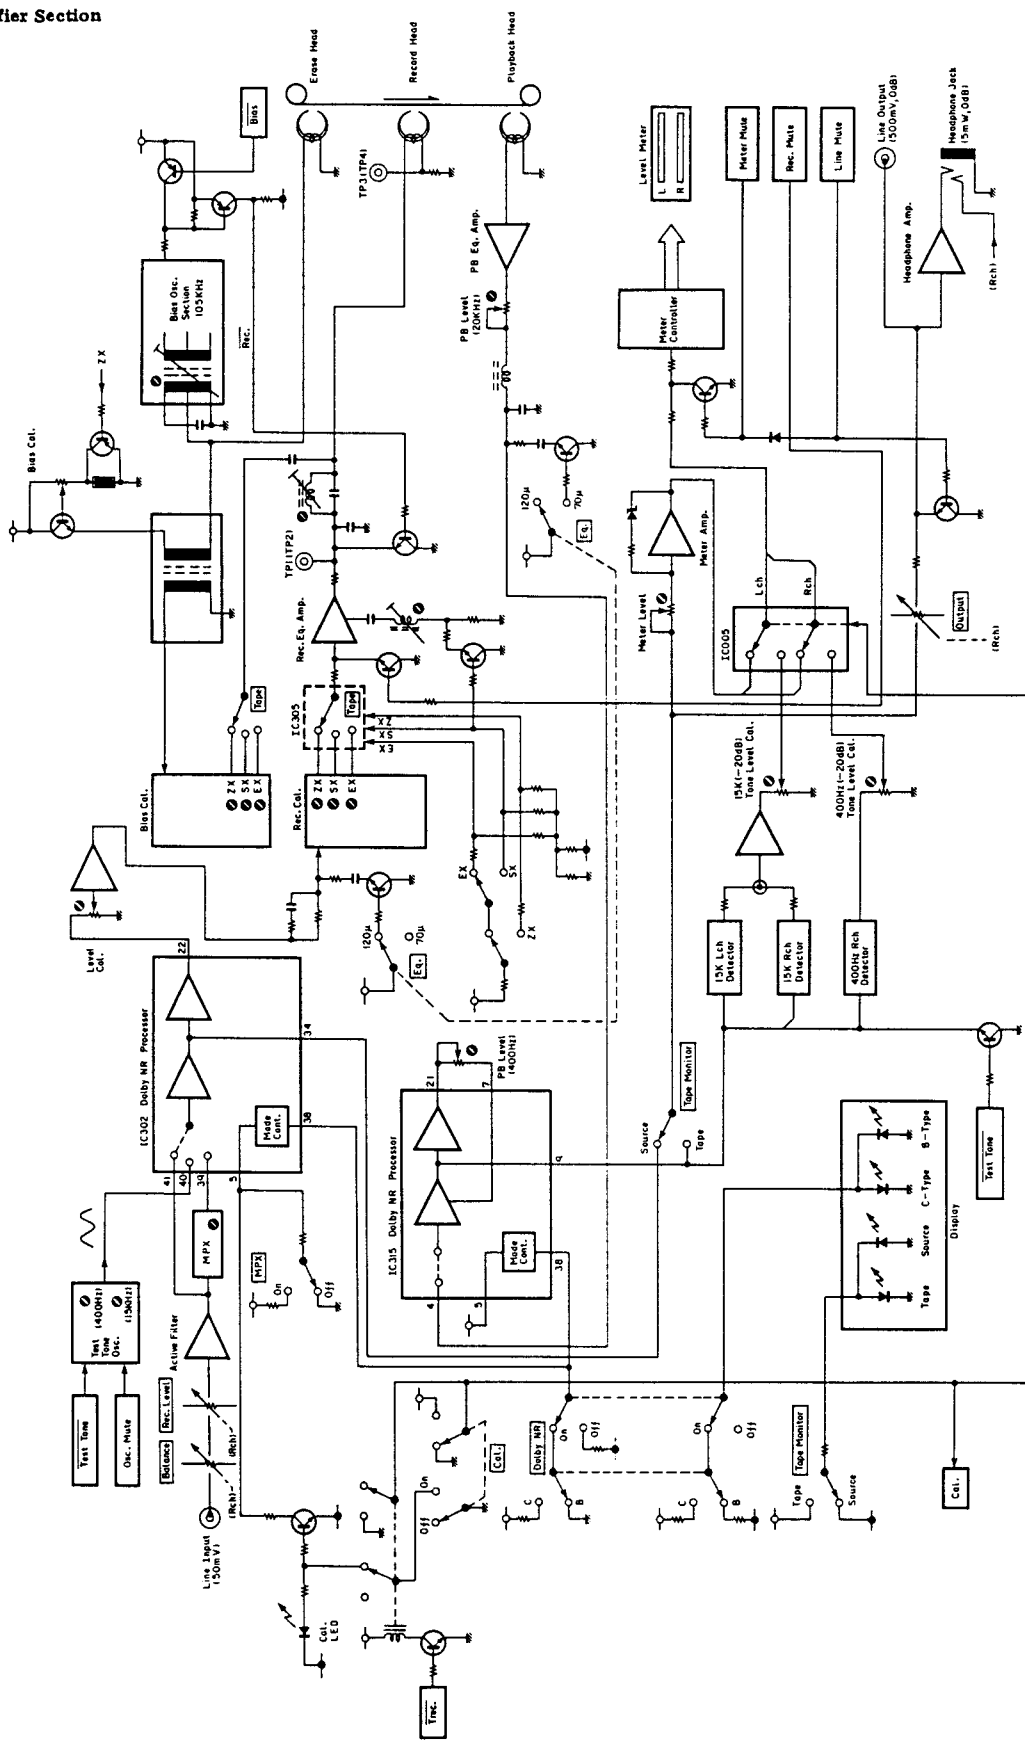 fier Section
Erase Head
Record Head
Playback Head
Bias
Bias Osc.
Section
105KHz
Rec.
ZX
Bias Cal.
TP3(TP4)
PB Eq. Amp.
PB Level
(20KHz)
Level Meter
L
R
Meter
Controller
Meter Mute
Rec. Mute
Line Mute
Line Output
(500mV, 0dB)
Headphone Jack
(5mW, 0dB)
Headphone Amp.
(Rch)
TP1(TP2)
Rec. Eq. Amp.
120μ
70μ
Eq.
Meter Amp.
Meter Level
Lch
Rch
IC005
Output
(Rch)
Tape
IC305
Tape
ZX
SX
EX
Bias Cal.
ZX
SX
EX
Rec. Cal.
ZX
SX
EX
15K(-20dB)
Tone Level Cal.
400Hz(-20dB)
Tone Level Cal.
Level
Cal.
22
120μ
70μ
Eq.
EX
SX
ZX
15K Lch
Detector
15K Rch
Detector
400Hz Rch
Detector
IC302 Dolby NR Processor
34
38
Mode
Cont.
41
40
39
5
MPX
MPX
On
Off
IC315 Dolby NR Processor
21
7
PB Level
(400Hz)
9
Mode
Cont.
38
4
5
Source
Tape
Tape Monitor
Test Tone
Display
Tape
Source
C-Type
B-Type
Test
Tone
Osc.
(400Hz)
(15KHz)
Test Tone
Osc. Mute
Active Filter
Rec. Level
Balance
(Rch)
(Rch)
Line Input
(50mV)
Cal.
LED
Trac.
On
Off
Cal.
Dolby NR
On
Off
C
B
On
Off
C
B
Tape Monitor
Tape
Source
Cal.